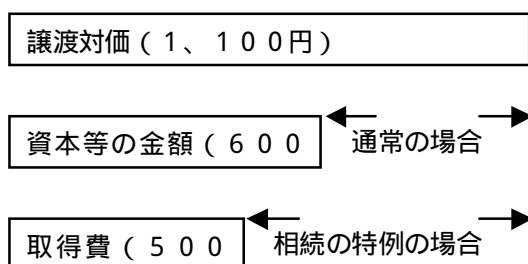 譲渡対価(1、100円)
資本等の金額(600
通常の場合
取得費(500
相続の特例の場合